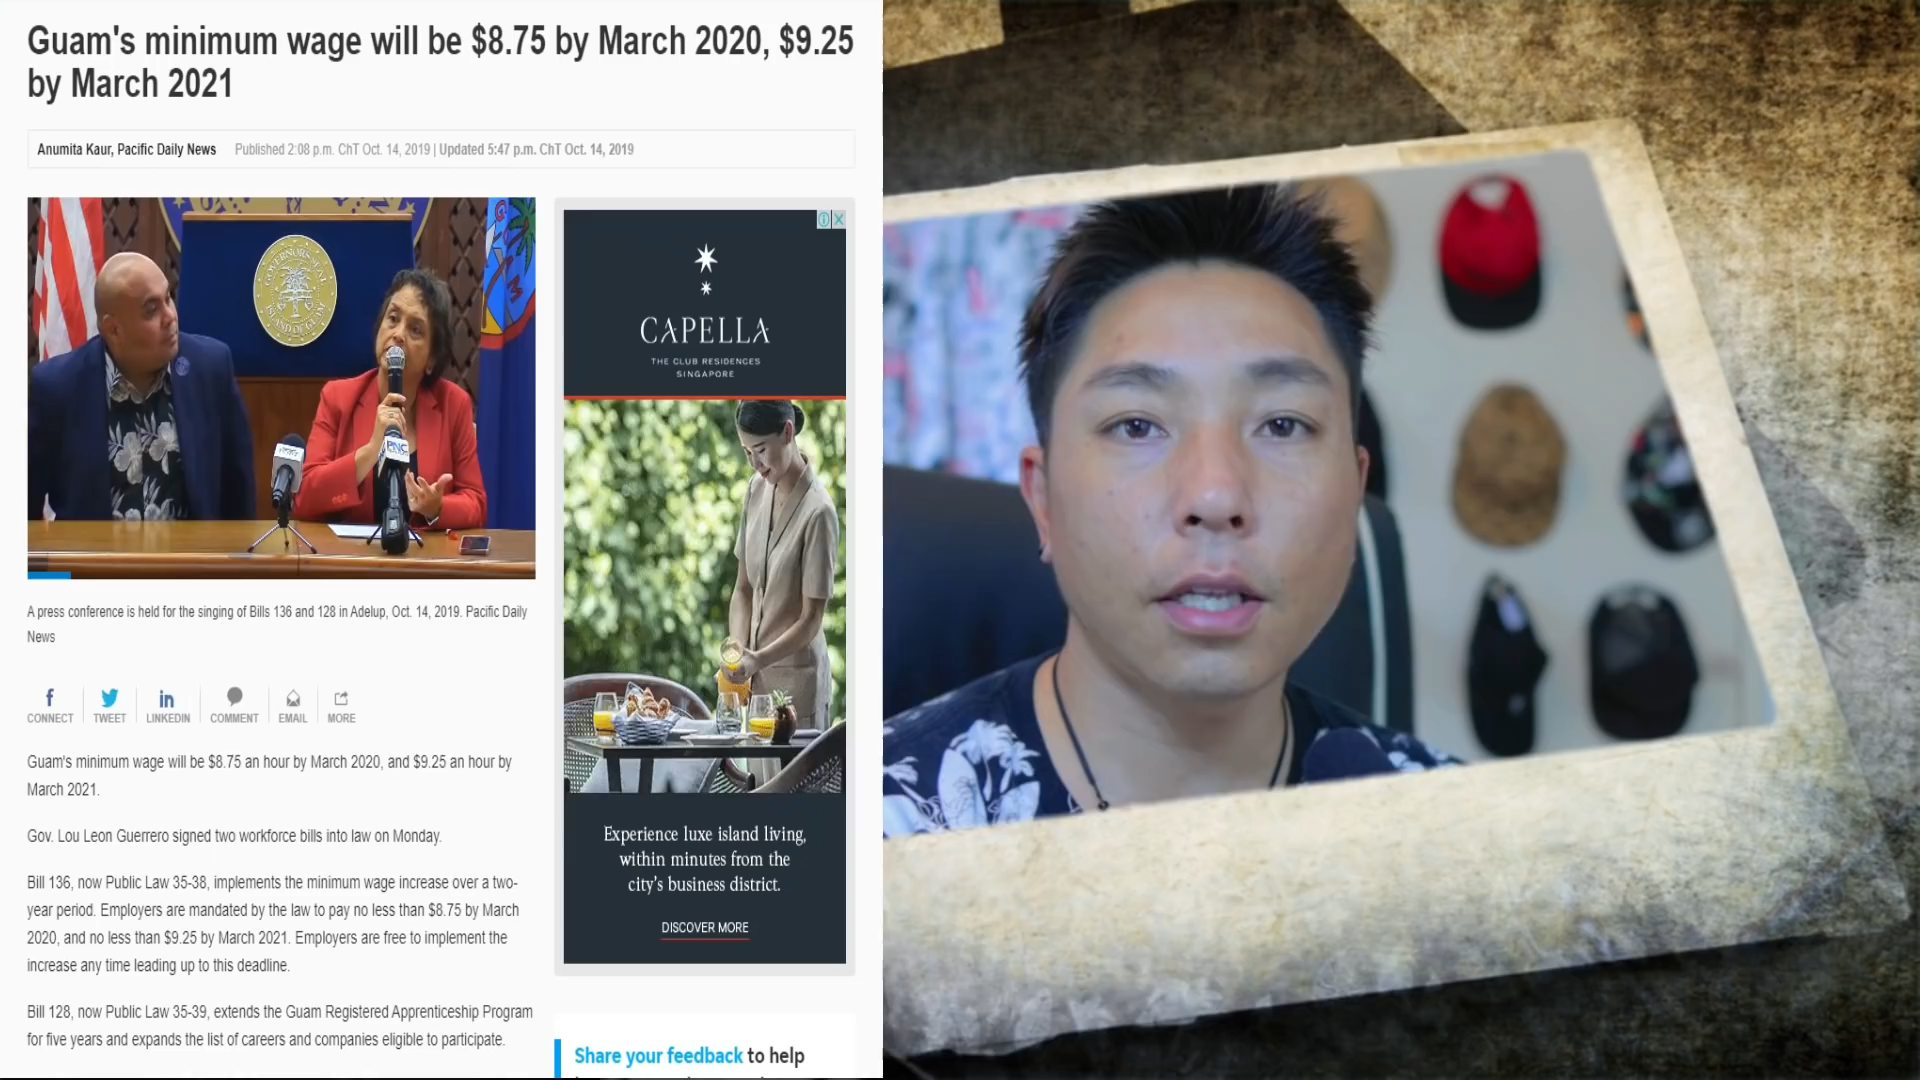 Guam's minimum wage will be $8.75 by March 2020, $9.25
by March 2021
Anumita Kaur, Pacific Daily News Published 2:08 p.m. ChT Oct. 14, 2019 | Updated 5:47 p.m. ChT Oct. 14, 2019
GOVERNORS SEAL
ISLAND OF GUAM
PNC
A press conference is held for the singing of Bills 136 and 128 in Adelup, Oct. 14, 2019. Pacific Daily
News
CONNECT TWEET LINKEDIN COMMENT EMAIL MORE
Guam's minimum wage will be $8.75 an hour by March 2020, and $9.25 an hour by
March 2021.
Gov. Lou Leon Guerrero signed two workforce bills into law on Monday.
Bill 136, now Public Law 35-38, implements the minimum wage increase over a two-
year period. Employers are mandated by the law to pay no less than $8.75 by March
2020, and no less than $9.25 by March 2021. Employers are free to implement the
increase any time leading up to this deadline.
Bill 128, now Public Law 35-39, extends the Guam Registered Apprenticeship Program
for five years and expands the list of careers and companies eligible to participate.
CAPELLA
THE CLUB RESIDENCES
SINGAPORE
Experience luxe island living,
within minutes from the
city's business district.
DISCOVER MORE
Share your feedback to help